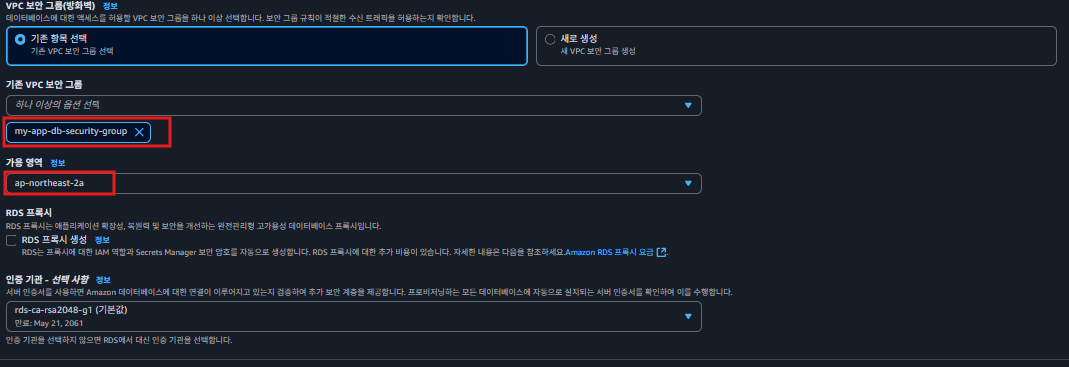 VPC 보안 그룹(방화벽) 정보
데이터베이스에 대한 액세스를 허용할 VPC 보안 그룹을 하나 이상 선택합니다. 보안 그룹 규칙이 적절한 수신 트래픽을 허용하는지 확인합니다.
기존 항목 선택
기존 VPC 보안 그룹 선택
새로 생성
새 VPC 보안 그룹 생성
기존 VPC 보안 그룹
하나 이상의 옵션 선택
my-app-db-security-group
가용 영역 정보
ap-northeast-2a
RDS 프록시
RDS 프록시는 애플리케이션 확장성, 복원력 및 보안을 개선하는 완전관리형 고가용성 데이터베이스 프록시입니다.
RDS 프록시 생성 정보
RDS는 프록시에 대한 IAM 역할과 Secrets Manager 보안 암호를 자동으로 생성합니다. RDS 프록시에 대한 추가 비용이 있습니다. 자세한 내용은 다음을 참조하세요.Amazon RDS 프록시 요금.
인증 기관 - 선택 사항 정보
서버 인증서를 사용하면 Amazon 데이터베이스에 대한 연결이 이루어지고 있는지 검증하여 추가 보안 계층을 제공합니다. 프로비저닝하는 모든 데이터베이스에 자동으로 설치되는 서버 인증서를 확인하여 이를 수행합니다.
rds-ca-rsa2048-g1 (기본값)
만료: May 21, 2061
인증 기관을 선택하지 않으면 RDS에서 대신 인증 기관을 선택합니다.